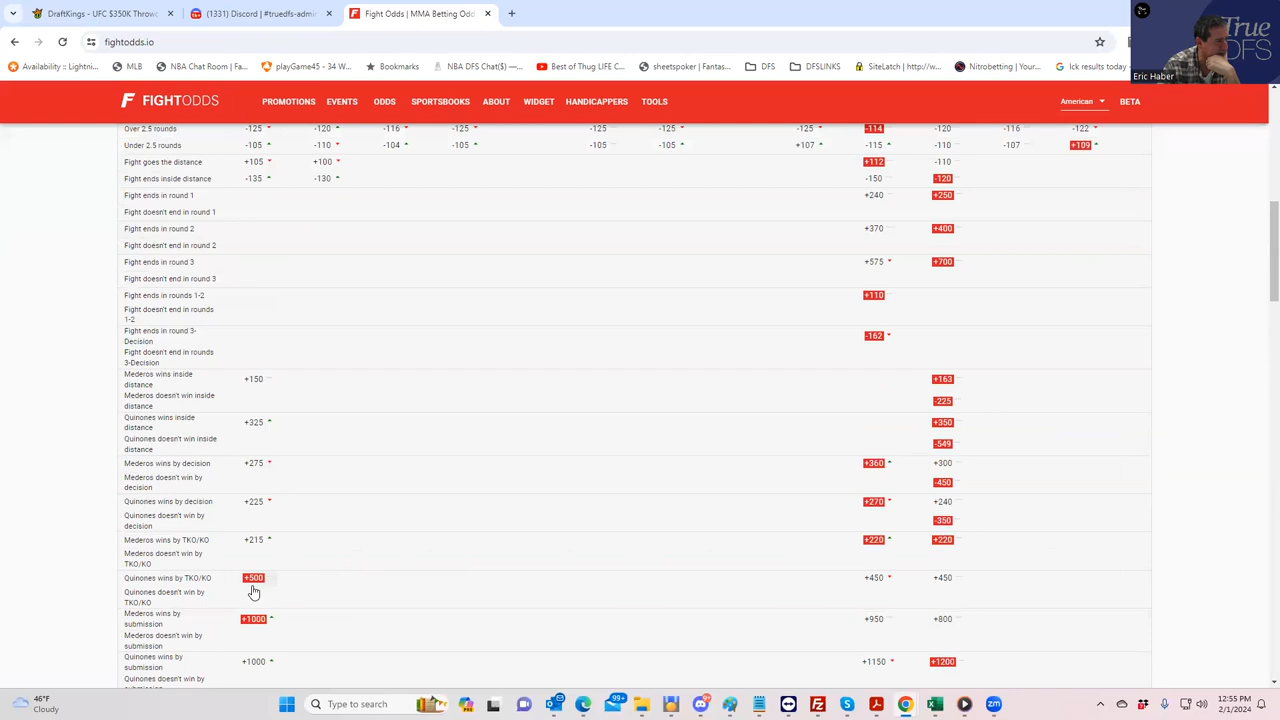 DraftKings - UFC $350K Throwd
(1331) Discord | #truedfs-admin
Fight Odds | MMA Betting Odd
fightodds.io
Availability :: Lightni...
MLB
NBA Chat Room | Fa...
playGame45 - 34 W...
Bookmarks
NBA DFS Chat($) —...
Best of Thug LIFE C...
sheetspoker | Fantas...
DFS
DFSLINKS
SiteLatch | http://w...
Nitrobetting | Your...
Ick results today
True
DFS
Eric Haber
FIGHTODDS PROMOTIONS EVENTS ODDS SPORTSBOOKS ABOUT WIDGET HANDICAPPERS TOOLS American BETA
Over 2.5 rounds -125 -120 -116 -125 -125 -125 -125 -114 -120 -116 -122
Under 2.5 rounds -105 -110 -104 -105 -105 -105 +107 -115 -110 -107 +109
Fight goes the distance +105 +100 +112 -110
Fight ends inside distance -135 -130 -150 -120
Fight ends in round 1 +240 +250
Fight doesn't end in round 1
Fight ends in round 2 +370 +400
Fight doesn't end in round 2
Fight ends in round 3 +575 +700
Fight doesn't end in round 3
Fight ends in rounds 1-2 +110
Fight doesn't end in rounds
1-2
Fight ends in round 3-
Decision -162
Fight doesn't end in rounds
3-Decision
Mederos wins inside
distance +150 +163
Mederos doesn't win inside
distance -225
Quinones wins inside
distance +325 +350
Quinones doesn't win inside
distance -549
Mederos wins by decision +275 +360 +300
Mederos doesn't win by
decision -450
Quinones wins by decision +225 +270 +240
Quinones doesn't win by
decision -350
Mederos wins by TKO/KO +215 +220 +220
Mederos doesn't win by
TKO/KO
Quinones wins by TKO/KO +500 +450 +450
Quinones doesn't win by
TKO/KO
Mederos wins by
submission +1000 +950 +800
Mederos doesn't win by
submission
Quinones wins by
submission +1000 +1150 +1200
Quinones doesn't win by
46°F
Cloudy
Type to search
99+
12:55 PM
2/1/2024